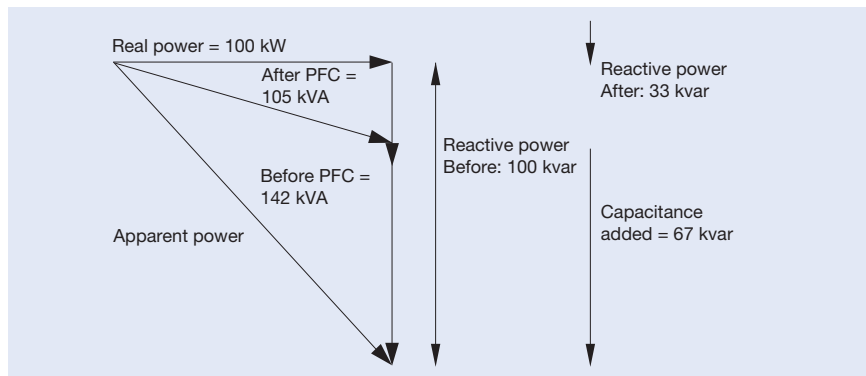 Real power = 100 kW
After PFC =
105 kVA
Before PFC =
142 kVA
Apparent power
Reactive power
Before: 100 kvar
Reactive power
After: 33 kvar
Capacitance
added = 67 kvar